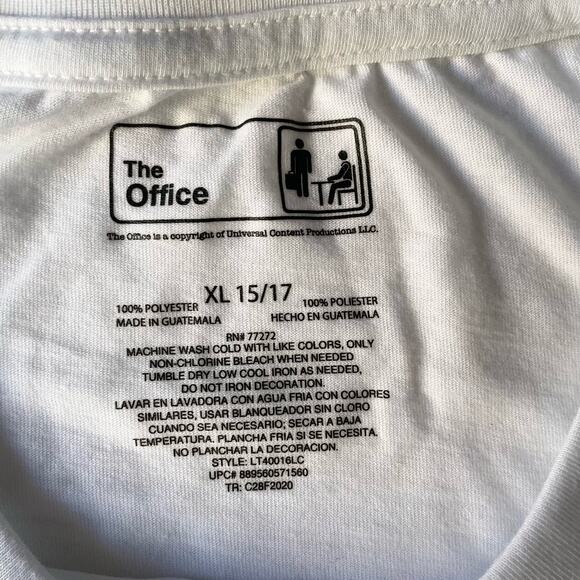 The
Office
The Office is a copyright of Universal Content Productions LLC.
XL 15/17
100% POLYESTER 100% POLIESTER
MADE IN GUATEMALA HECHO EN GUATEMALA
RN# 77272
MACHINE WASH COLD WITH LIKE COLORS, ONLY
NON-CHLORINE BLEACH WHEN NEEDED
TUMBLE DRY LOW COOL IRON AS NEEDED,
DO NOT IRON DECORATION.
LAVAR EN LAVADORA CON AGUA FRIA CON COLORES
SIMILARES, USAR BLANQUEADOR SIN CLORO
CUANDO SEA NECESARIO; SECAR A BAJA
TEMPERATURA. PLANCHA FRIA SI SE NECESITA.
NO PLANCHAR LA DECORACION.
STYLE: LT40016LC
UPC# 889560571560
TR: C28F2020